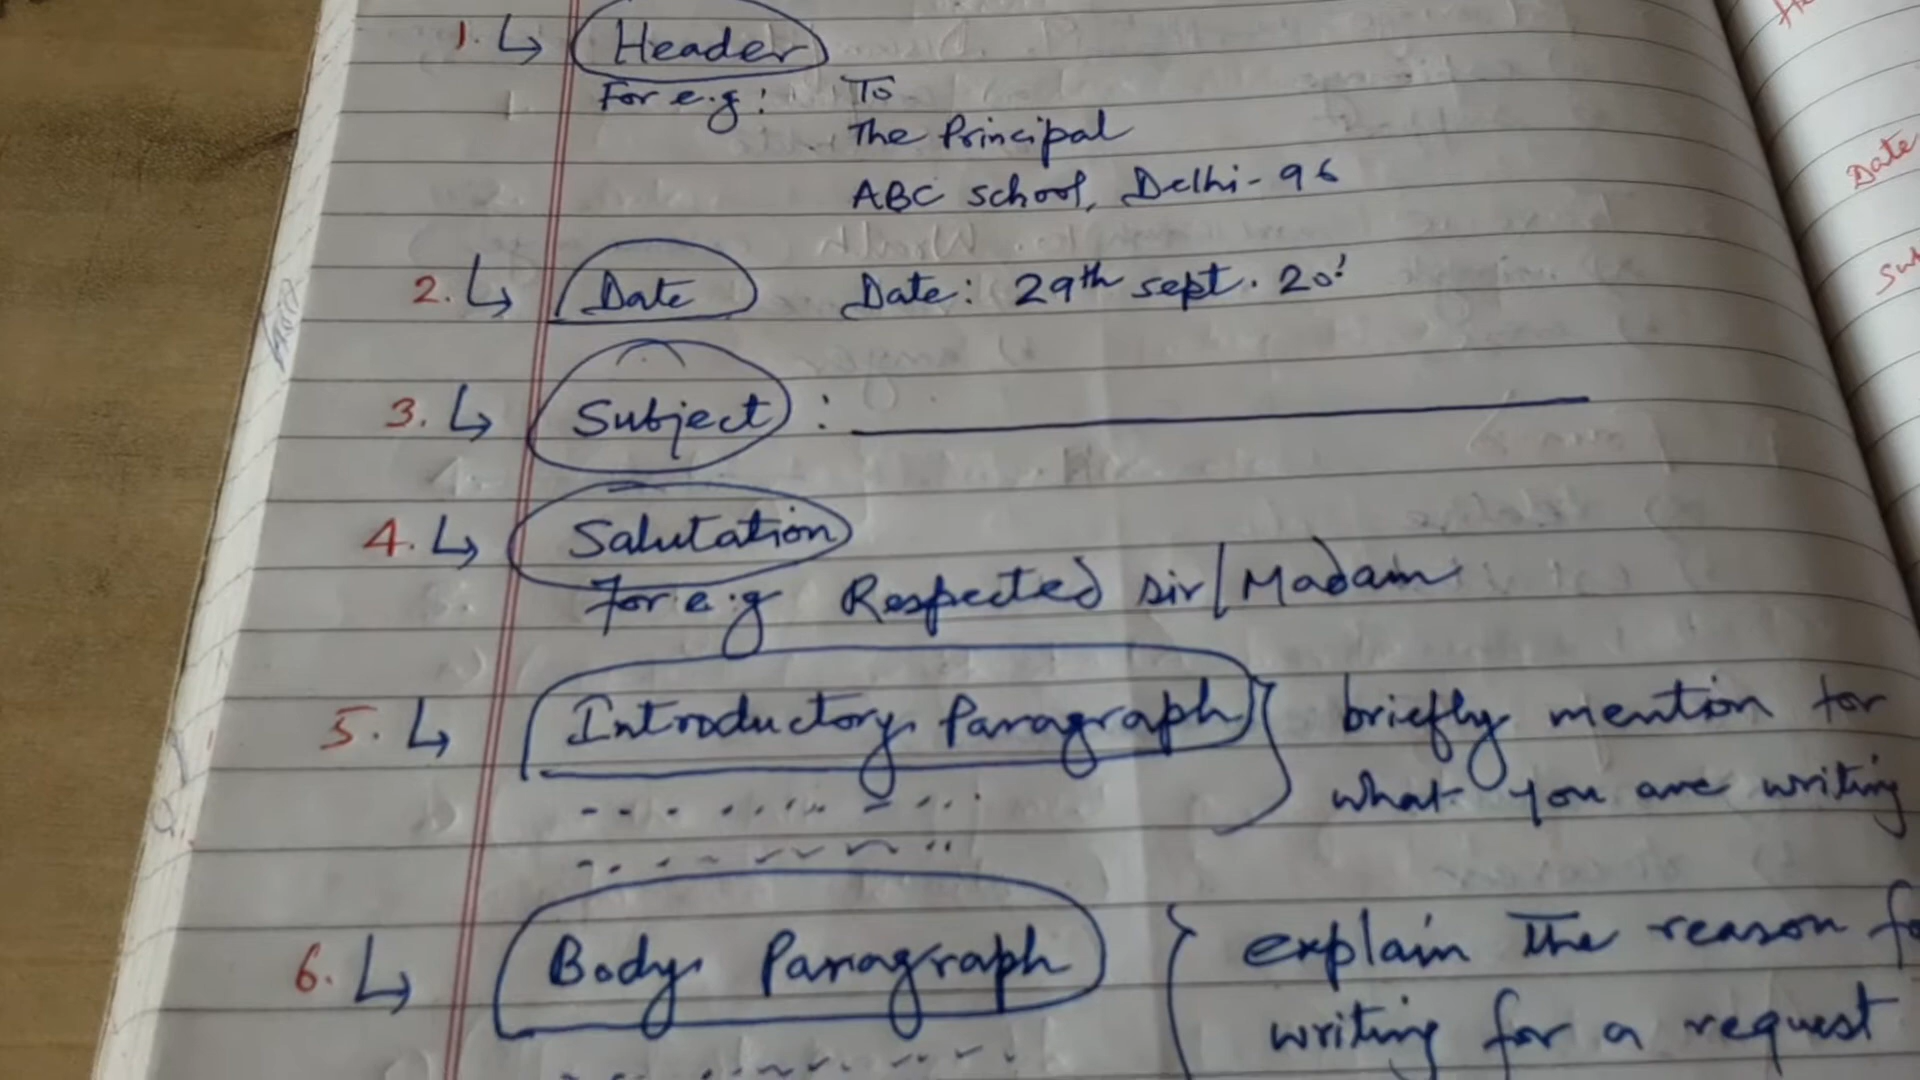 1. ↳ Header
For e.g: To
The Principal
ABC school, Delhi-96
2. ↳ Date Date: 29th sept. 20!
3. ↳ Subject :
4. ↳ Salutation
For e.g Respected sir/Madam
5. ↳ Introductory Paragraph } briefly mention for
what you are writing
6. ↳ Body Paragraph { explain the reason
writing for a request
Date